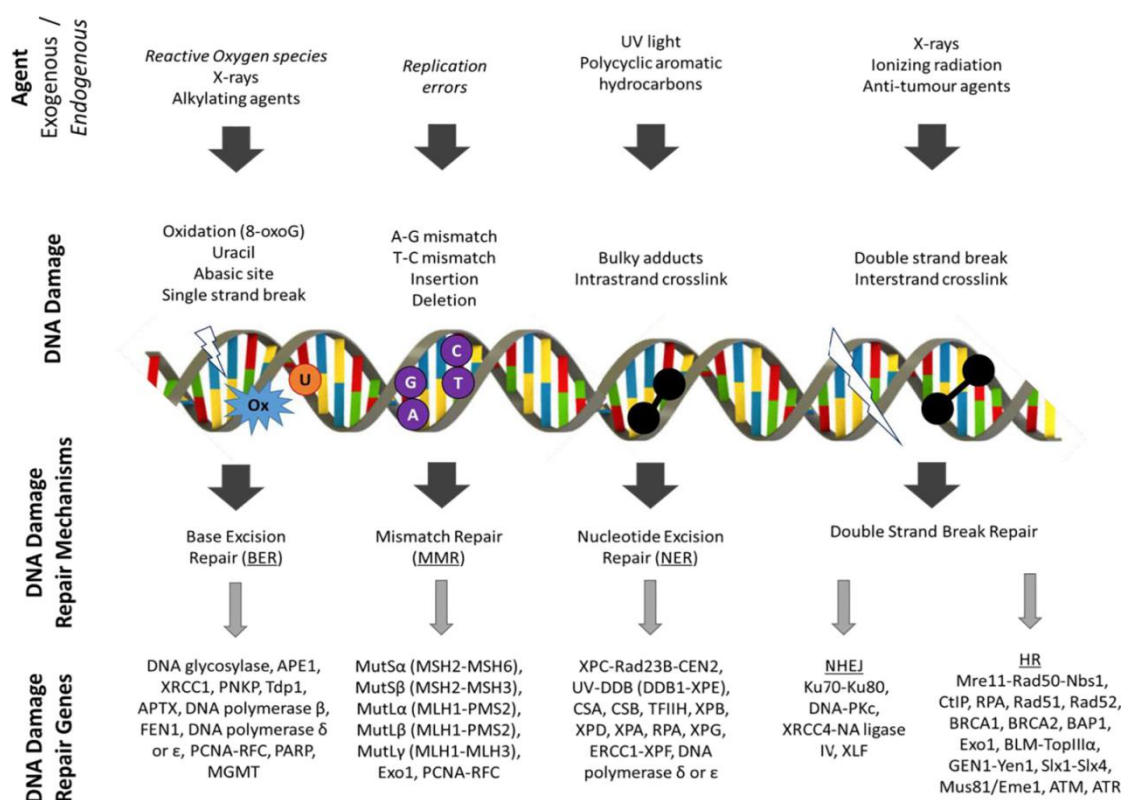 Agent
Exogenous /
Endogenous
Reactive Oxygen species
X-rays
Alkylating agents
Replication
errors
UV light
Polycyclic aromatic
hydrocarbons
X-rays
Ionizing radiation
Anti-tumour agents
DNA Damage
Oxidation (8-oxoG)
Uracil
Abasic site
Single strand break
A-G mismatch
T-C mismatch
Insertion
Deletion
Bulky adducts
Intrastrand crosslink
Double strand break
Interstrand crosslink
Ox
U
G
A
C
T
DNA Damage
Repair Mechanisms
Base Excision
Repair (BER)
Mismatch Repair
(MMR)
Nucleotide Excision
Repair (NER)
Double Strand Break Repair
DNA Damage
Repair Genes
DNA glycosylase, APE1,
XRCC1, PNKP, Tdp1,
APTX, DNA polymerase β,
FEN1, DNA polymerase δ
or ε, PCNA-RFC, PARP,
MGMT
MutSα (MSH2-MSH6),
MutSβ (MSH2-MSH3),
MutLα (MLH1-PMS2),
MutLβ (MLH1-PMS2),
MutLγ (MLH1-MLH3),
Exo1, PCNA-RFC
XPC-Rad23B-CEN2,
UV-DDB (DDB1-XPE),
CSA, CSB, TFIIH, XPB,
XPD, XPA, RPA, XPG,
ERCC1-XPF, DNA
polymerase δ or ε
NHEJ
Ku70-Ku80,
DNA-PKc,
XRCC4-NA ligase
IV, XLF
HR
Mre11-Rad50-Nbs1,
CtIP, RPA, Rad51, Rad52,
BRCA1, BRCA2, BAP1,
Exo1, BLM-TopIIIα,
GEN1-Yen1, Slx1-Slx4,
Mus81/Eme1, ATM, ATR